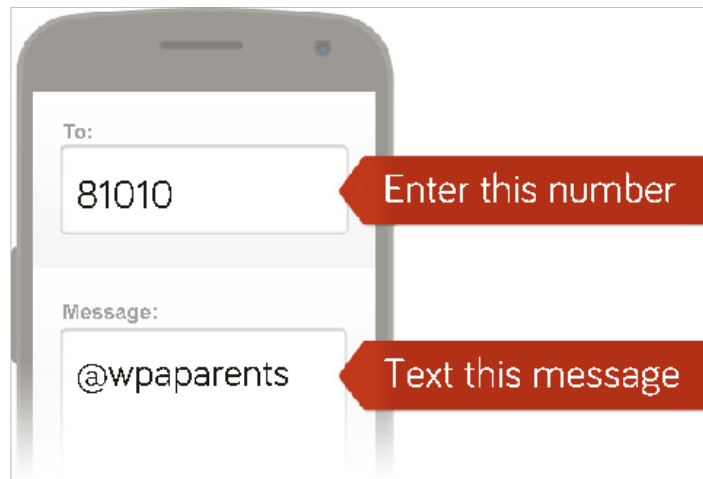 To:
81010
Enter this number
Message:
@wpaparents
Text this message